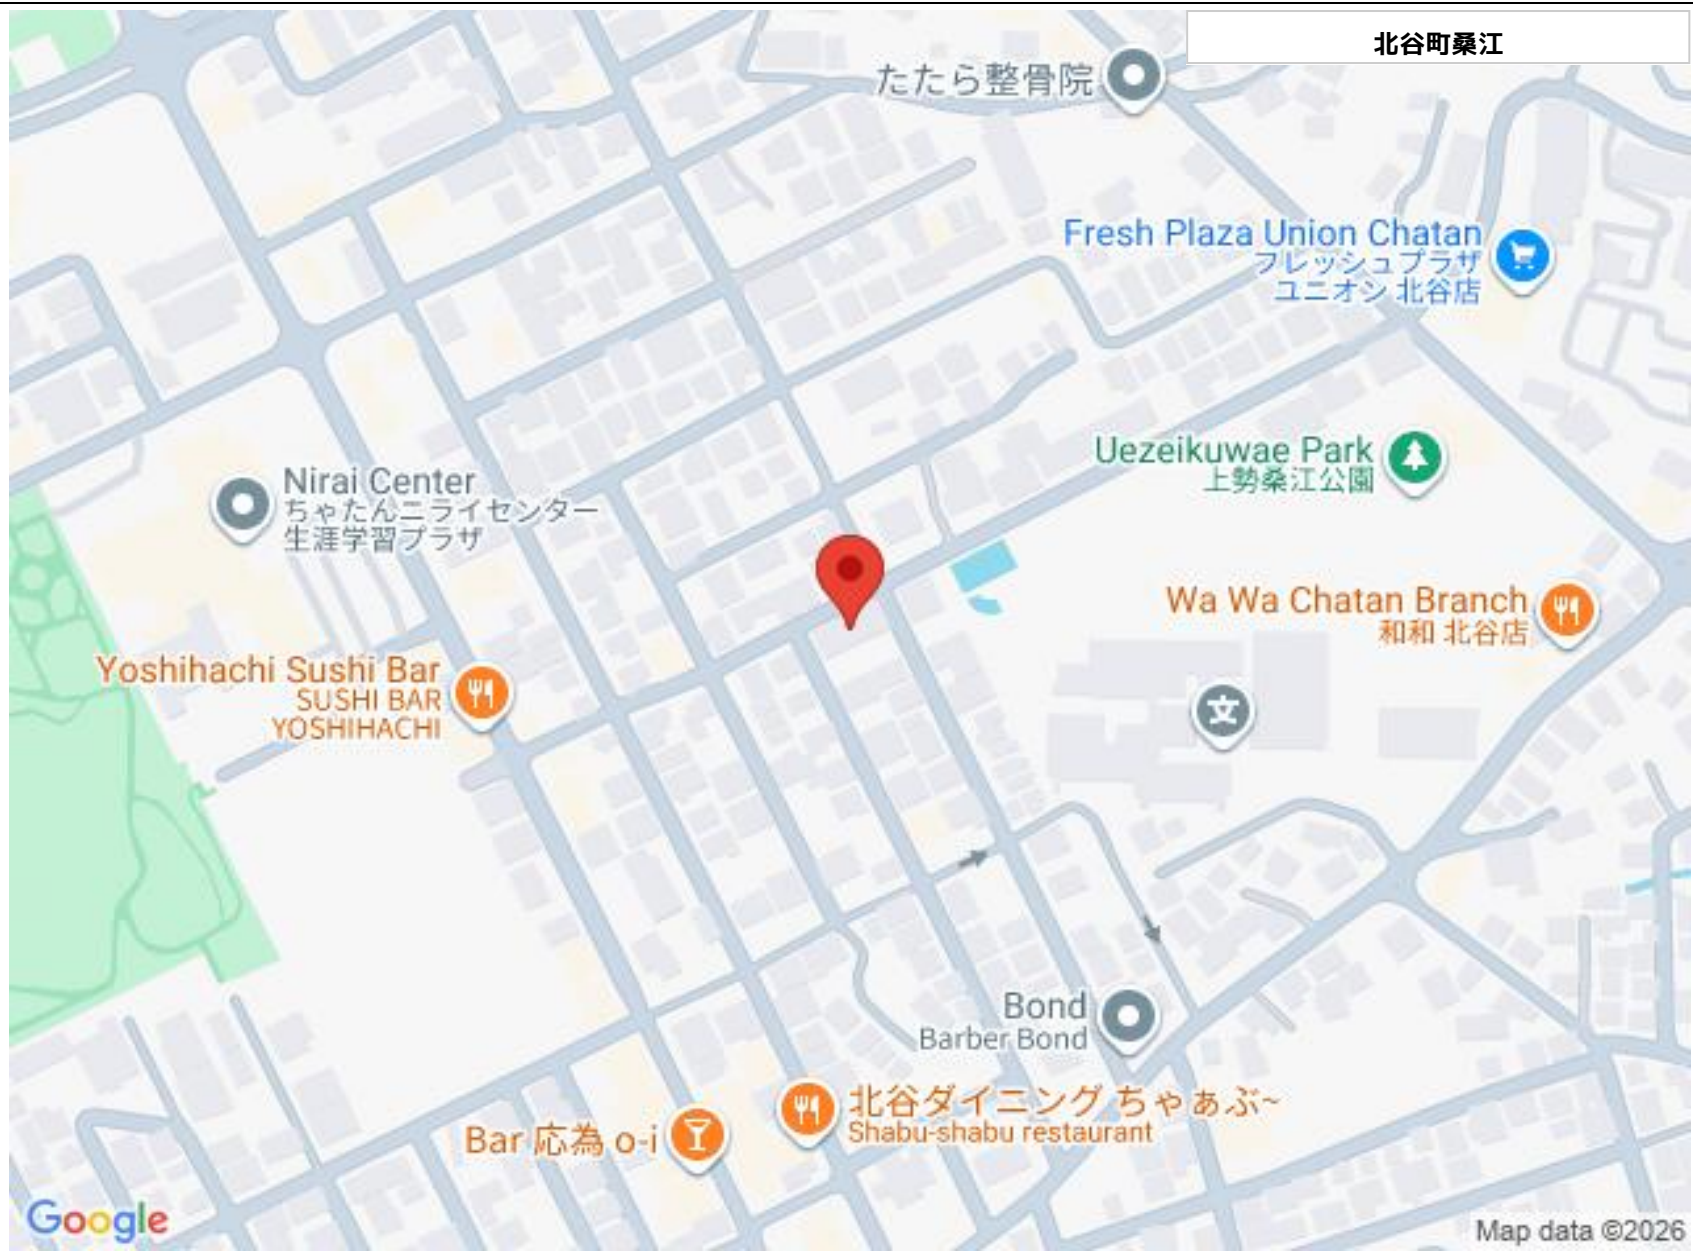 北谷町桑江
たたら整骨院
Fresh Plaza Union Chatan
フレッシュプラザ
ユニオン 北谷店
Uezeikuwae Park
上勢桑江公園
Nirai Center
ちゃたんニライセンター
生涯学習プラザ
Wa Wa Chatan Branch
和和 北谷店
Yoshihachi Sushi Bar
SUSHI BAR
YOSHIHACHI
文
Bond
Barber Bond
北谷ダイニング ちゃぁぶ~
Shabu-shabu restaurant
Bar 応為 o-i
Google
Map data ©2026